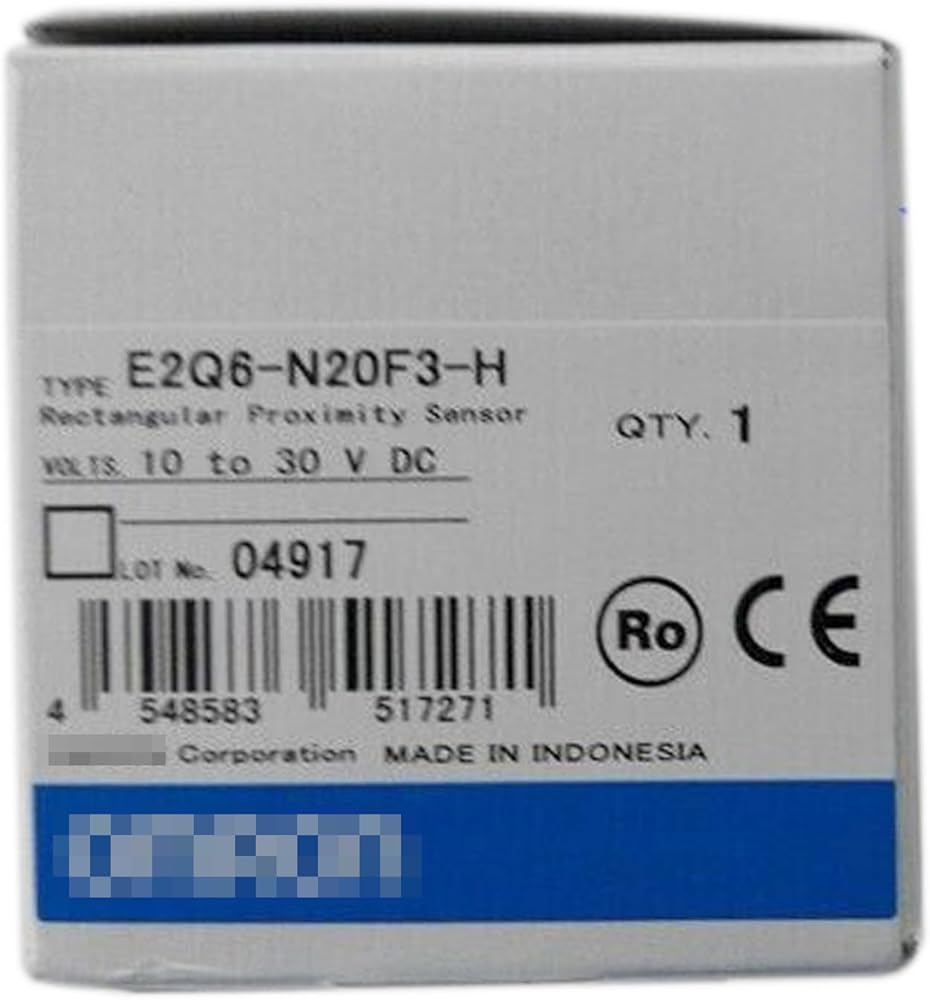 TYPE E2Q6-N20F3-H
Rectangular Proximity Sensor
QTY. 1
VOLTS. 10 to 30 V DC
LOT No. 04917
Ro CE
4 548583 517271
Corporation MADE IN INDONESIA